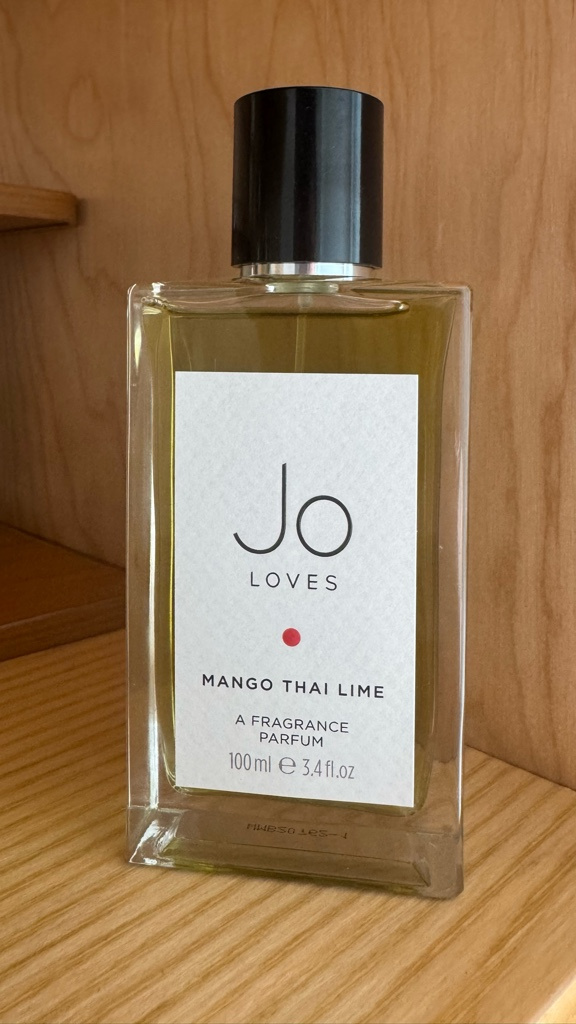 Jo
LOVES
MANGO THAI LIME
A FRAGRANCE
PARFUM
100 ml ℮ 3.4 fl.oz